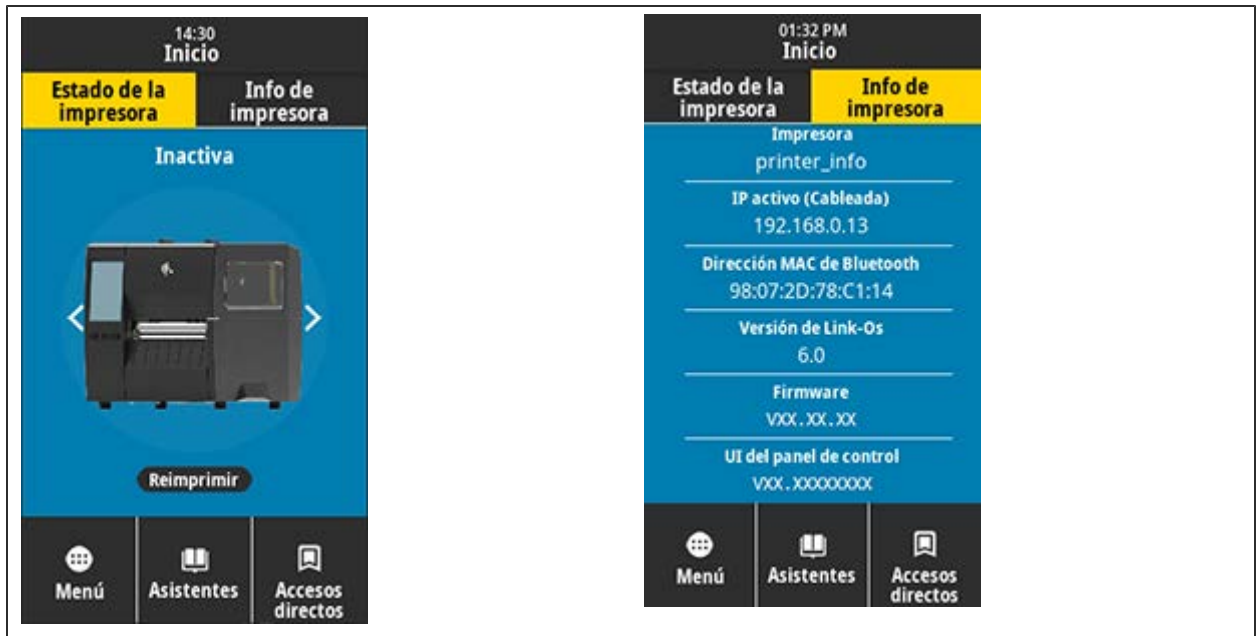 14:30
Inicio
Estado de la
impresora
Info de
impresora
Inactiva
Reimprimir
Menú
Asistentes
Accesos
directos
01:32 PM
Inicio
Estado de la
impresora
Info de
impresora
Impresora
printer_info
IP activo (Cableada)
192.168.0.13
Dirección MAC de Bluetooth
98:07:2D:78:C1:14
Versión de Link-Os
6.0
Firmware
VXX.XX.XX
UI del panel de control
VXX.XXXXXXXX
Menú
Asistentes
Accesos
directos